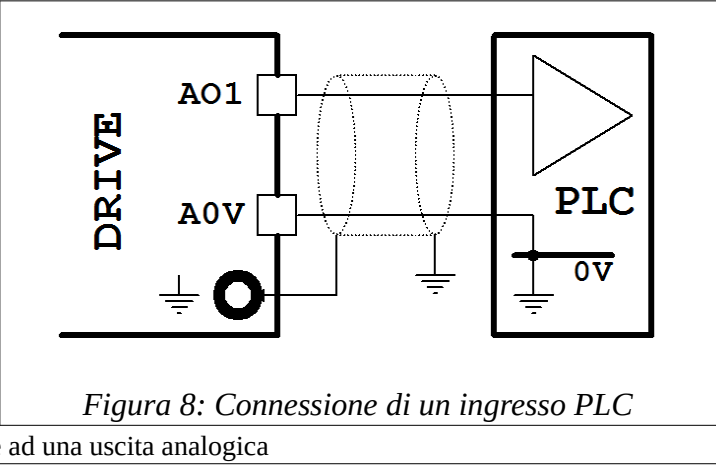 AO1
DRIVE
A0V
PLC
0V
Figura 8: Connessione di un ingresso PLC
e ad una uscita analogica